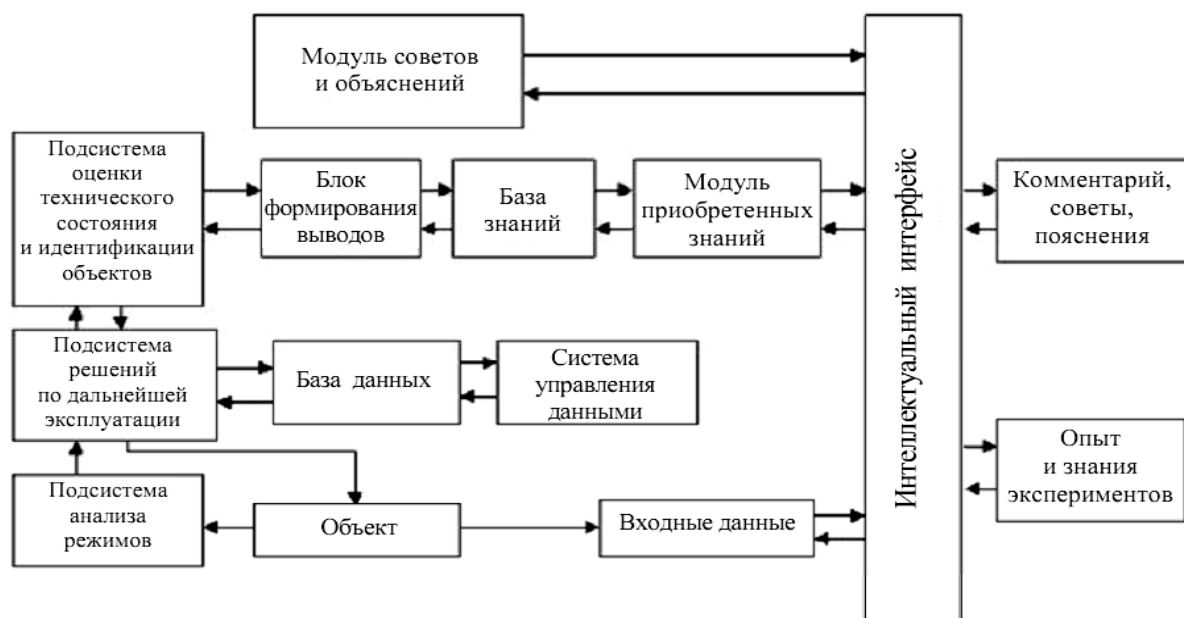 Модуль советов
и объяснений
Подсистема
оценки
технического
состояния
и идентификации
объектов
Блок
формирования
выводов
База
знаний
Модуль
приобретенных
знаний
Интеллектуальный интерфейс
Комментарий,
советы,
пояснения
Подсистема
решений
по дальнейшей
эксплуатации
База данных
Система
управления
данными
Опыт
и знания
экспериментов
Подсистема
анализа
режимов
Объект
Входные данные